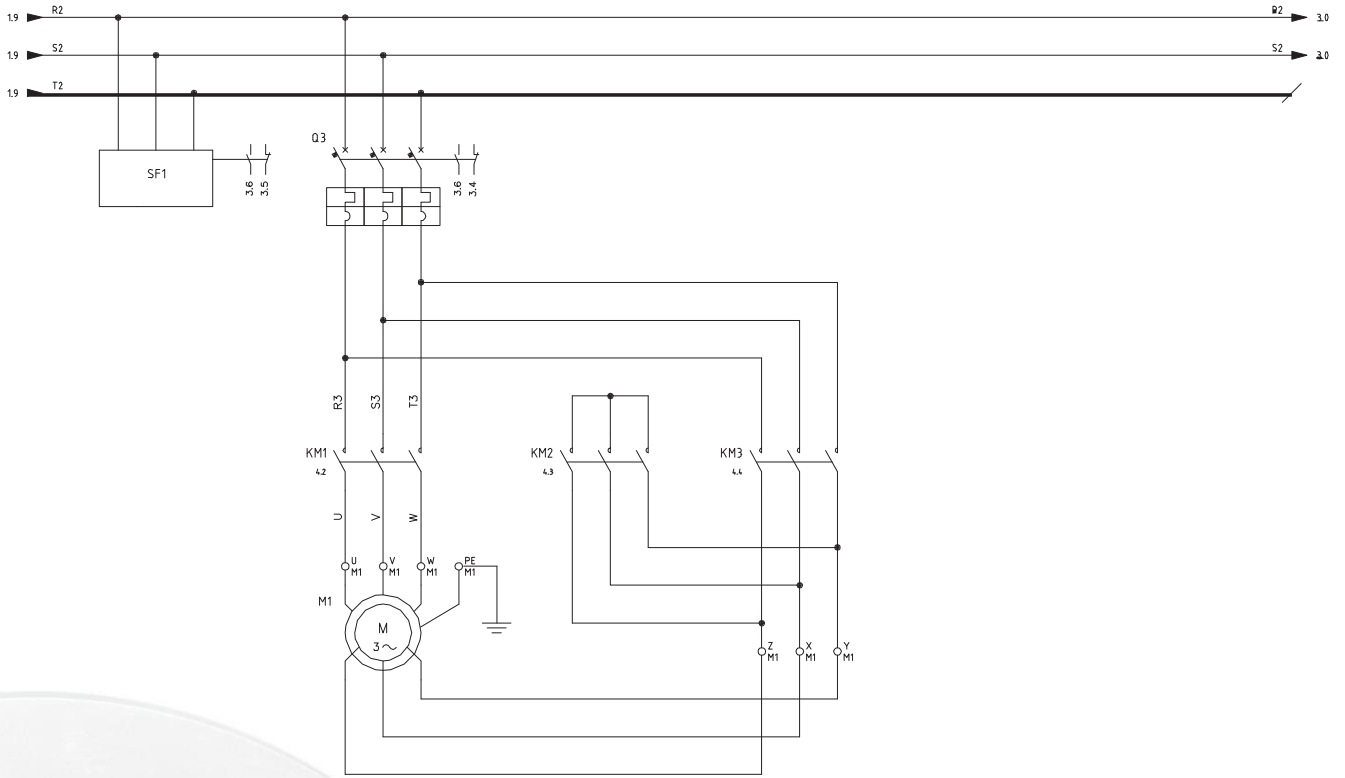 1.9 R2 R2 3.0
1.9 S2 S2 3.0
1.9 T2
Q3
SF1
3.6 3.5
3.6 3.4
R3 S3 T3
KM1 KM2 KM3
4.2 4.3 4.4
U V W
U V W PE
M1 M1 M1 M1
M1
M
3~
Z X Y
M1 M1 M1